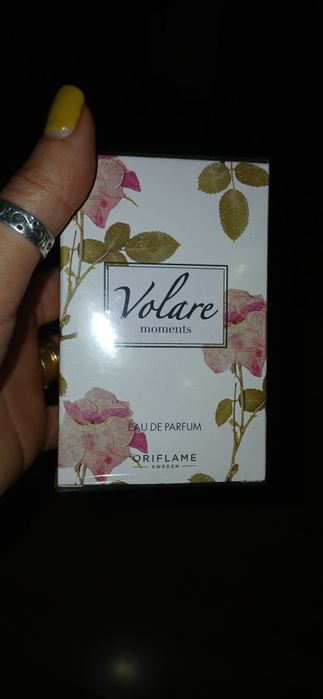 Volare
moments
EAU DE PARFUM
ORIFLAME
SWEDEN